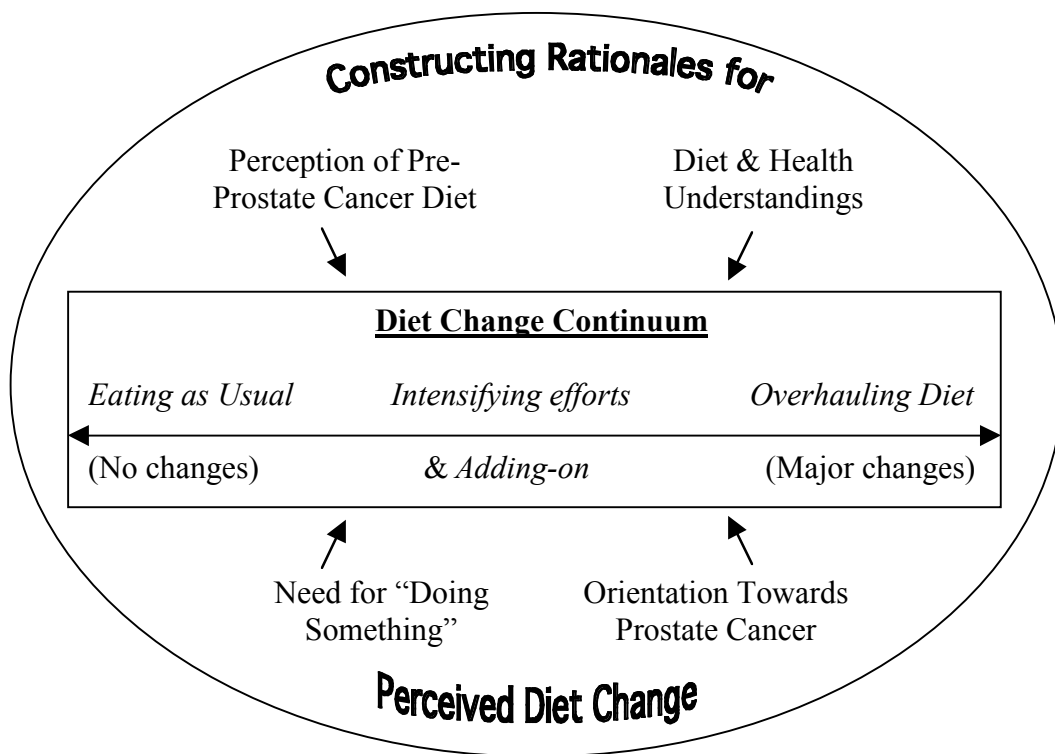 Constructing Rationales for
Perception of Pre-
Prostate Cancer Diet
Diet & Health
Understandings
Diet Change Continuum
Eating as Usual
Intensifying efforts
Overhauling Diet
(No changes)
& Adding-on
(Major changes)
Need for “Doing
Something”
Orientation Towards
Prostate Cancer
Perceived Diet Change